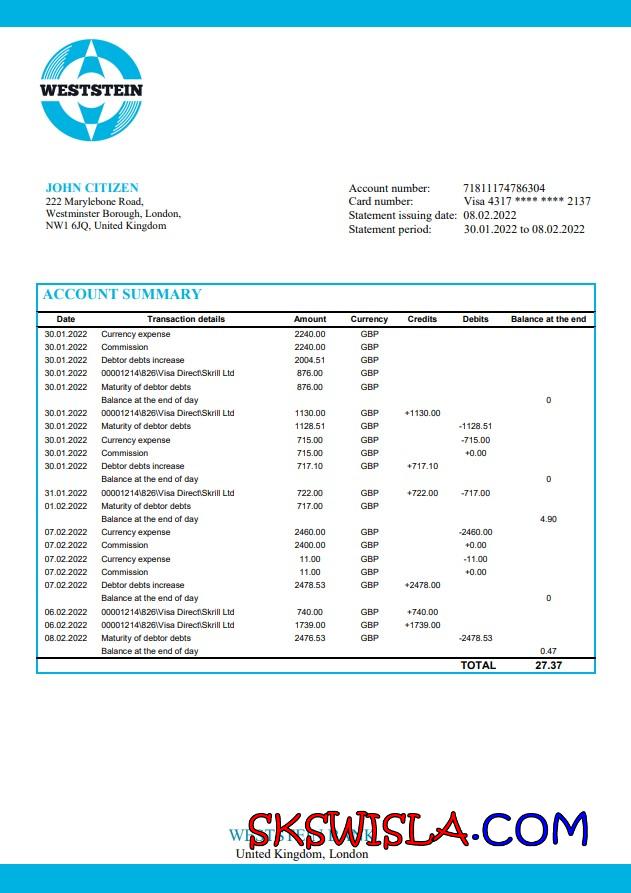 WESTSTEIN
JOHN CITIZEN
222 Marylebone Road,
Westminster Borough, London,
NW1 6JQ, United Kingdom
Account number: 71811174786304
Card number: Visa 4317 **** **** 2137
Statement issuing date: 08.02.2022
Statement period: 30.01.2022 to 08.02.2022
ACCOUNT SUMMARY
Date Transaction details Amount Currency Credits Debits Balance at the end
30.01.2022 Currency expense 2240.00 GBP
30.01.2022 Commission 2240.00 GBP
30.01.2022 Debtor debts increase 2004.51 GBP
30.01.2022 00001214\826\Visa Direct\Skrill Ltd 876.00 GBP
30.01.2022 Maturity of debtor debts 876.00 GBP
Balance at the end of day 0
30.01.2022 00001214\826\Visa Direct\Skrill Ltd 1130.00 GBP +1130.00
30.01.2022 Maturity of debtor debts 1128.51 GBP -1128.51
30.01.2022 Currency expense 715.00 GBP -715.00
30.01.2022 Commission 715.00 GBP +0.00
30.01.2022 Debtor debts increase 717.10 GBP +717.10
Balance at the end of day 0
31.01.2022 00001214\826\Visa Direct\Skrill Ltd 722.00 GBP +722.00 -717.00
01.02.2022 Maturity of debtor debts 717.00 GBP
Balance at the end of day 4.90
07.02.2022 Currency expense 2460.00 GBP -2460.00
07.02.2022 Commission 2400.00 GBP +0.00
07.02.2022 Currency expense 11.00 GBP -11.00
07.02.2022 Commission 11.00 GBP +0.00
07.02.2022 Debtor debts increase 2478.53 GBP +2478.00
Balance at the end of day 0
06.02.2022 00001214\826\Visa Direct\Skrill Ltd 740.00 GBP +740.00
06.02.2022 00001214\826\Visa Direct\Skrill Ltd 1739.00 GBP +1739.00
08.02.2022 Maturity of debtor debts 2476.53 GBP -2478.53
Balance at the end of day 0.47
TOTAL 27.37
WESTSTEIN BANK
SKSWISLA.COM
United Kingdom, London